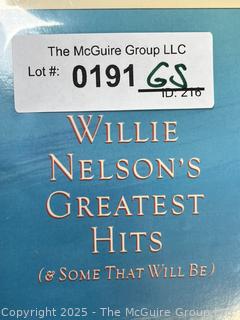 The McGuire Group LLC
Lot #: 0191 GS
ID: 216
WILLIE
NELSON'S
GREATEST
HITS
(& SOME THAT WILL BE)
Copyright 2025 - The McGuire Group LLC